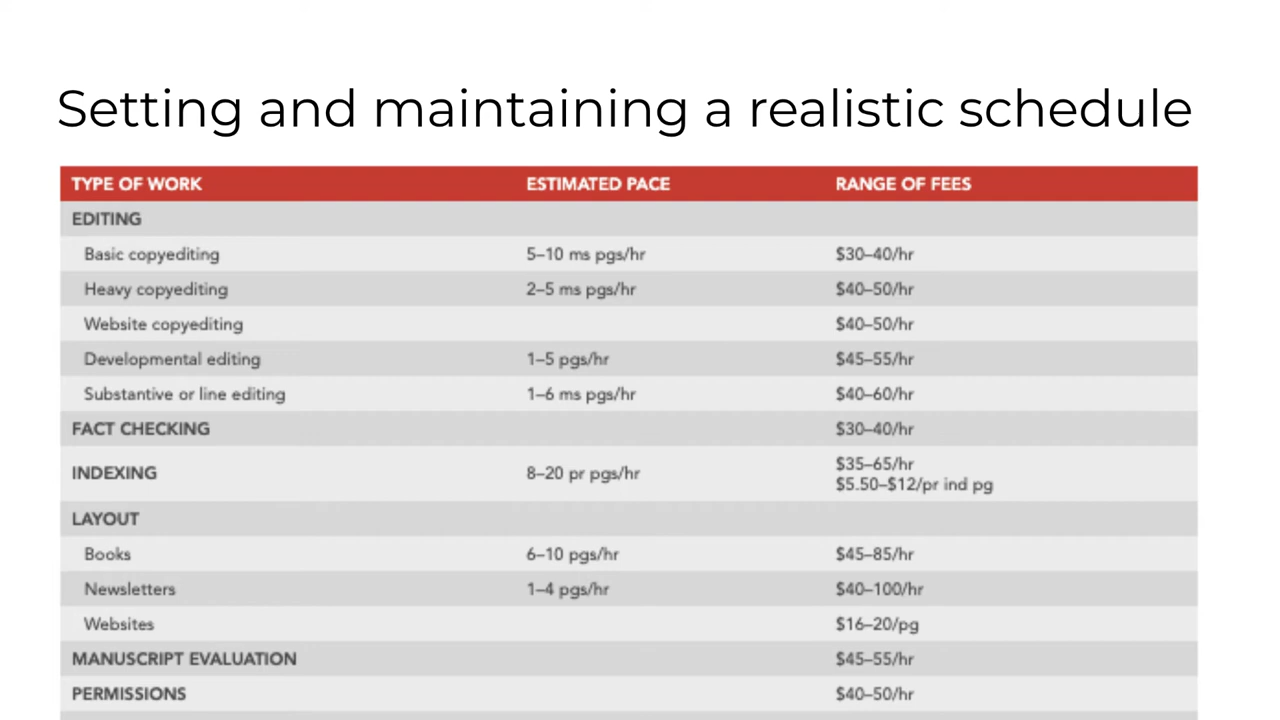 Setting and maintaining a realistic schedule
TYPE OF WORK ESTIMATED PACE RANGE OF FEES
EDITING
Basic copyediting 5–10 ms pgs/hr $30–40/hr
Heavy copyediting 2–5 ms pgs/hr $40–50/hr
Website copyediting $40–50/hr
Developmental editing 1–5 pgs/hr $45–55/hr
Substantive or line editing 1–6 ms pgs/hr $40–60/hr
FACT CHECKING $30–40/hr
INDEXING 8–20 pr pgs/hr $35–65/hr
$5.50–$12/pr ind pg
LAYOUT
Books 6–10 pgs/hr $45–85/hr
Newsletters 1–4 pgs/hr $40–100/hr
Websites $16–20/pg
MANUSCRIPT EVALUATION $45–55/hr
PERMISSIONS $40–50/hr